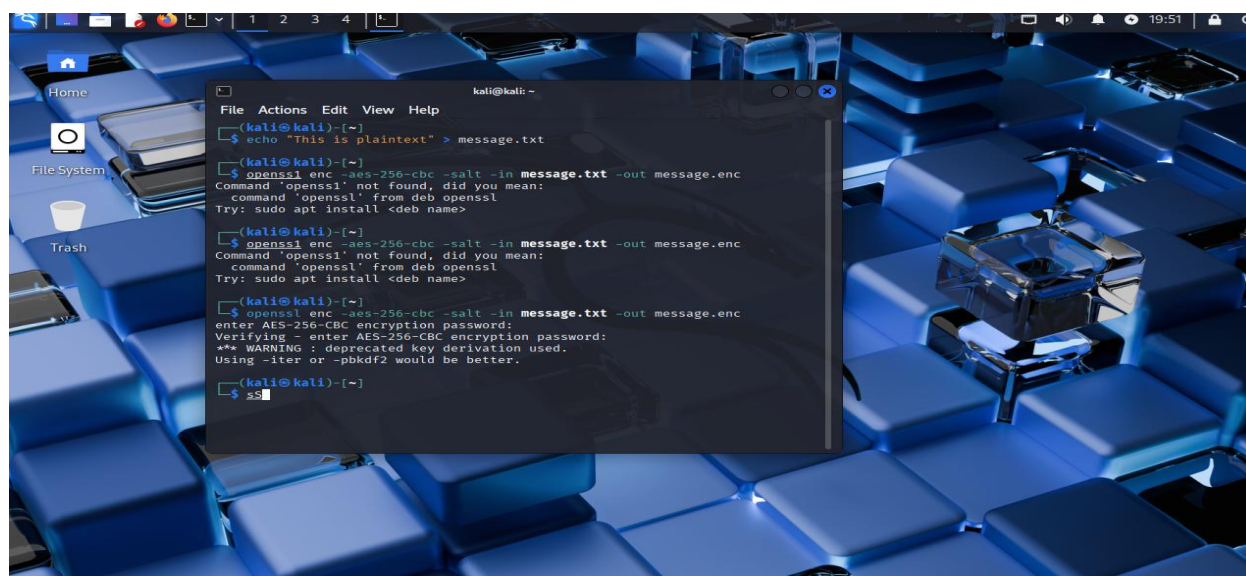 1 2 3 4
19:51
Home
File System
Trash
kali@kali: ~
File Actions Edit View Help
┌──(kali㉿kali)-[~]
└─$ echo "This is plaintext" > message.txt
┌──(kali㉿kali)-[~]
└─$ openss1 enc -aes-256-cbc -salt -in message.txt -out message.enc
Command 'openss1' not found, did you mean:
command 'openssl' from deb openssl
Try: sudo apt install <deb name>
┌──(kali㉿kali)-[~]
└─$ openss1 enc -aes-256-cbc -salt -in message.txt -out message.enc
Command 'openss1' not found, did you mean:
command 'openssl' from deb openssl
Try: sudo apt install <deb name>
┌──(kali㉿kali)-[~]
└─$ openssl enc -aes-256-cbc -salt -in message.txt -out message.enc
enter AES-256-CBC encryption password:
Verifying - enter AES-256-CBC encryption password:
*** WARNING : deprecated key derivation used.
Using -iter or -pbkdf2 would be better.
┌──(kali㉿kali)-[~]
└─$ sS